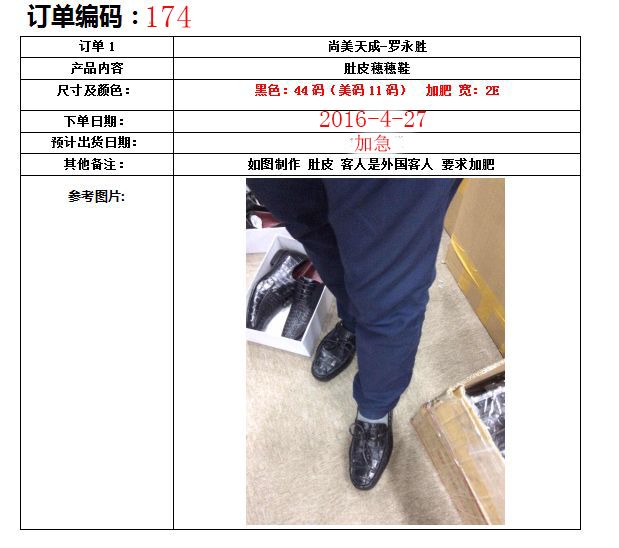 订单编码：174
订单 1 尚美天成-罗永胜
产品内容 肚皮穗穗鞋
尺寸及颜色： 黑色：44 码（美码 11 码） 加肥 宽：2E
下单日期： 2016-4-27
预计出货日期： 加急
其他备注： 如图制作 肚皮 客人是外国客人 要求加肥
参考图片: